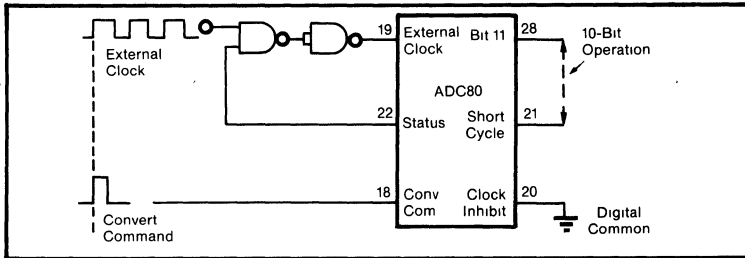 External
Clock
19
External
Clock
Bit 11
28
10-Bit
Operation
ADC80
22
Status
Short
Cycle
21
18
Conv
Com
Clock
Inhibit
20
Digital
Common
Convert
Command